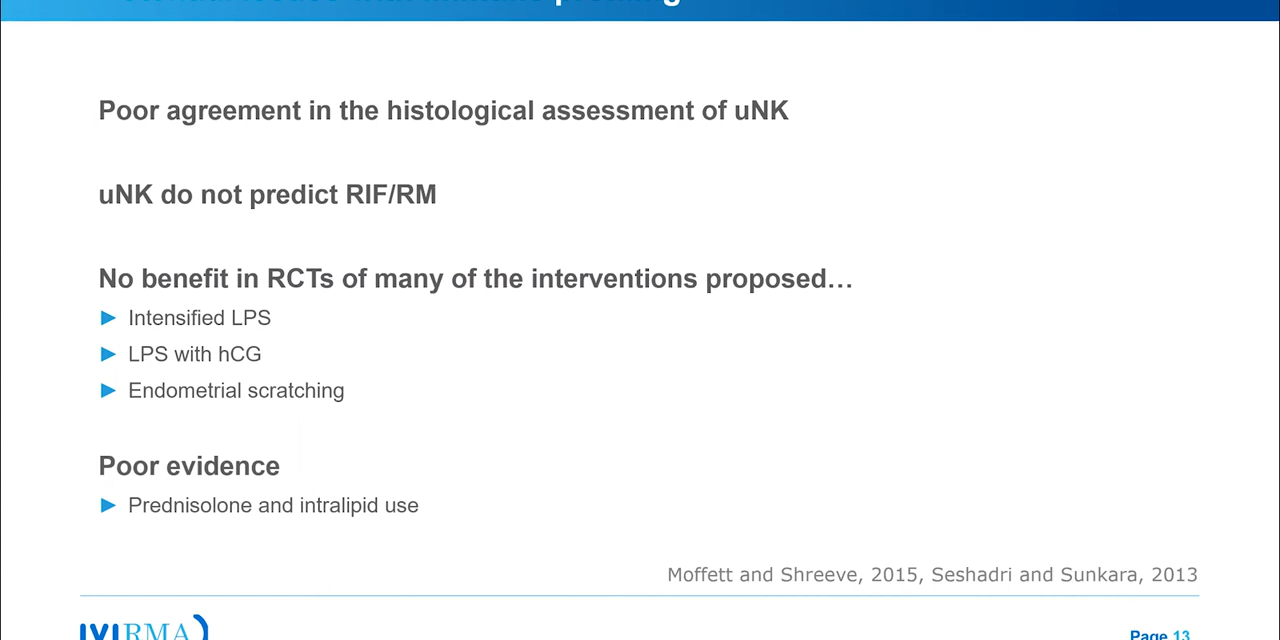 Poor agreement in the histological assessment of uNK
uNK do not predict RIF/RM
No benefit in RCTs of many of the interventions proposed…
Intensified LPS
LPS with hCG
Endometrial scratching
Poor evidence
Prednisolone and intralipid use
Moffett and Shreeve, 2015, Seshadri and Sunkara, 2013
IVIRMA
Page 13